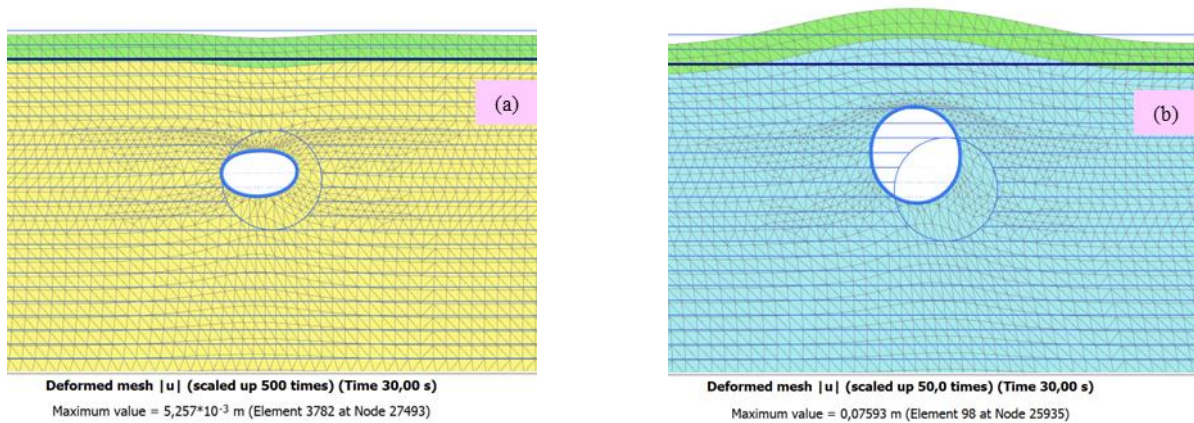 (a)
Deformed mesh |u| (scaled up 500 times) (Time 30,00 s)
Maximum value = 5,257*10⁻³ m (Element 3782 at Node 27493)
(b)
Deformed mesh |u| (scaled up 50,0 times) (Time 30,00 s)
Maximum value = 0,07593 m (Element 98 at Node 25935)